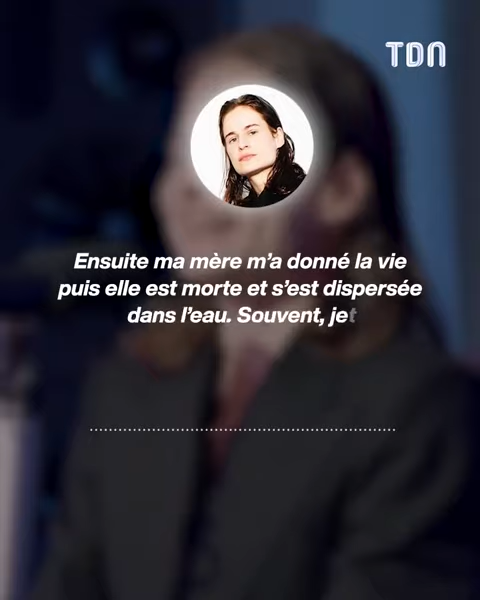 TDN
Ensuite ma mère m'a donné la vie
puis elle est morte et s'est dispersée
dans l'eau. Souvent, je t